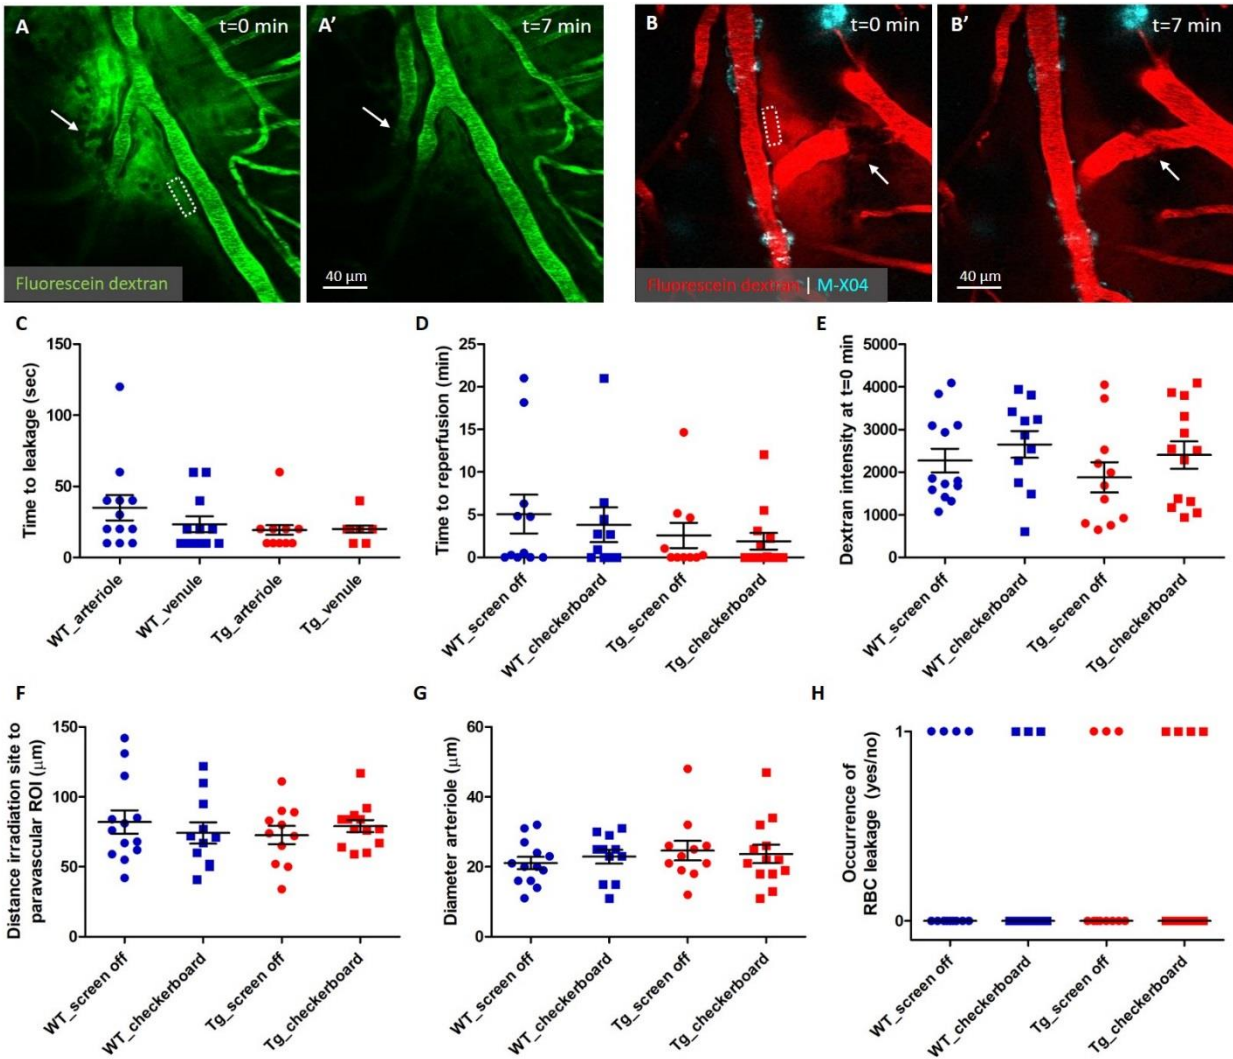 A
t=0 min
Fluorescein dextran
A'
t=7 min
40 μm
B
t=0 min
Fluorescein dextran | M-X04
B'
t=7 min
40 μm
C
Time to leakage (sec)
150
100
50
0
WT_arteriole
WT_venule
Tg_arteriole
Tg_venule
D
Time to reperfusion (min)
25
20
15
10
5
0
WT_screen off
WT_checkerboard
Tg_screen off
Tg_checkerboard
E
Dextran intensity at t=0 min
5000
4000
3000
2000
1000
0
WT_screen off
WT_checkerboard
Tg_screen off
Tg_checkerboard
F
Distance irradiation site to
paravascular ROI (μm)
150
100
50
0
WT_screen off
WT_checkerboard
Tg_screen off
Tg_checkerboard
G
Diameter arteriole (μm)
60
40
20
0
WT_screen off
WT_checkerboard
Tg_screen off
Tg_checkerboard
H
Occurrence of
RBC leakage (yes/no)
1
0
WT_screen off
WT_checkerboard
Tg_screen off
Tg_checkerboard